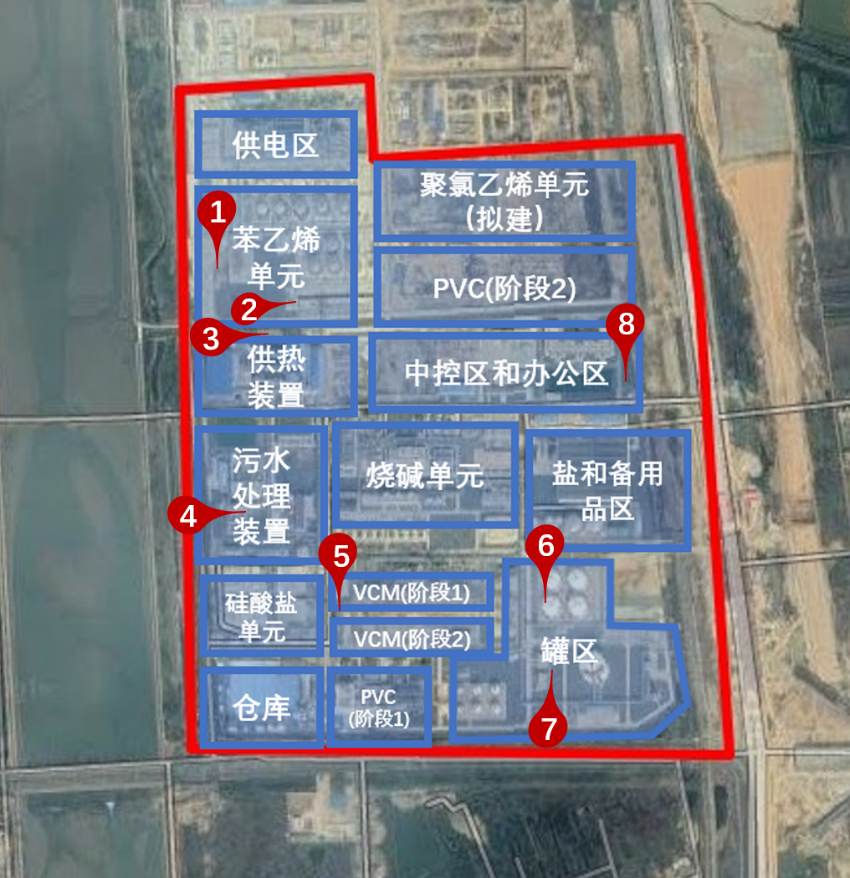 供电区
聚氯乙烯单元
(拟建)
1
苯乙烯
单元
2
PVC(阶段2)
3
8
供热
装置
中控区和办公区
污水
处理
装置
4
烧碱单元
盐和备用
品区
5
6
硅酸盐
单元
VCM(阶段1)
VCM(阶段2)
罐区
仓库
PVC
(阶段1)
7